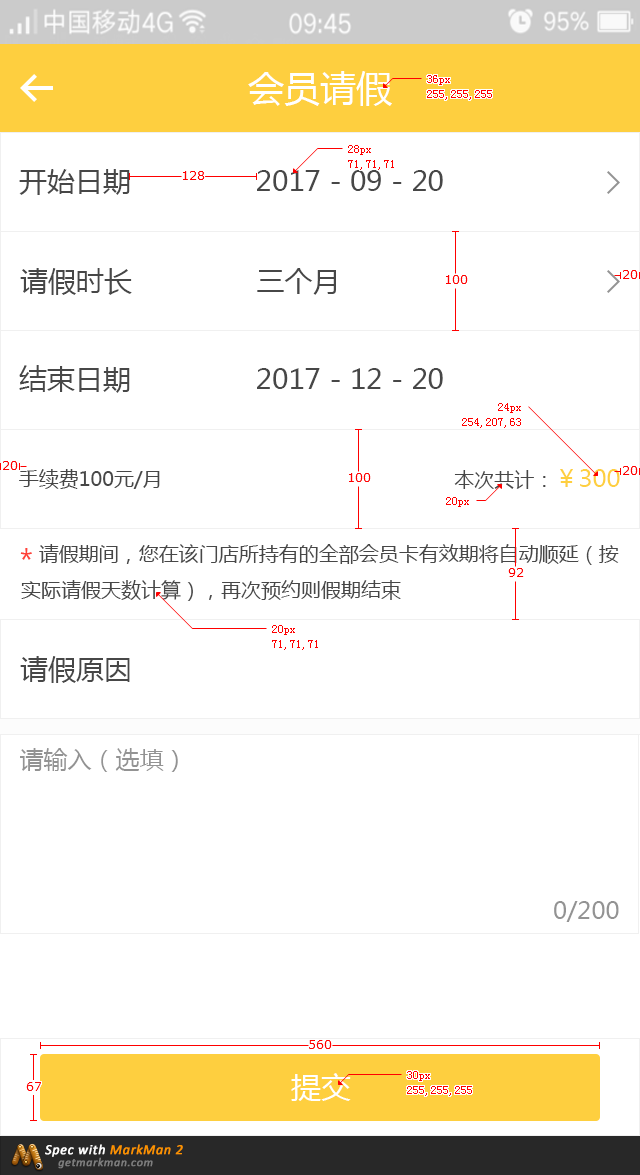 中国移动4G 09:45 95%
会员请假 36px
255, 255, 255
28px
71, 71, 71
开始日期 128 2017 - 09 - 20
请假时长 三个月 100 20
结束日期 2017 - 12 - 20
24px
254, 207, 63
20 手续费100元/月 100 本次共计：￥300 20
20px
* 请假期间，您在该门店所持有的全部会员卡有效期将自动顺延（按
92
实际请假天数计算），再次预约则假期结束
20px
71, 71, 71
请假原因
请输入（选填）
0/200
560
67 提交 30px
255, 255, 255
Spec with MarkMan 2
getmarkman.com